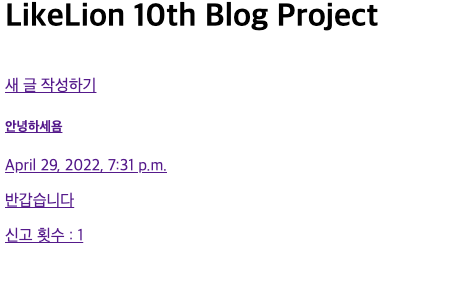 LikeLion 10th Blog Project
새 글 작성하기
안녕하세욤
April 29, 2022, 7:31 p.m.
반갑습니다
신고 횟수 : 1